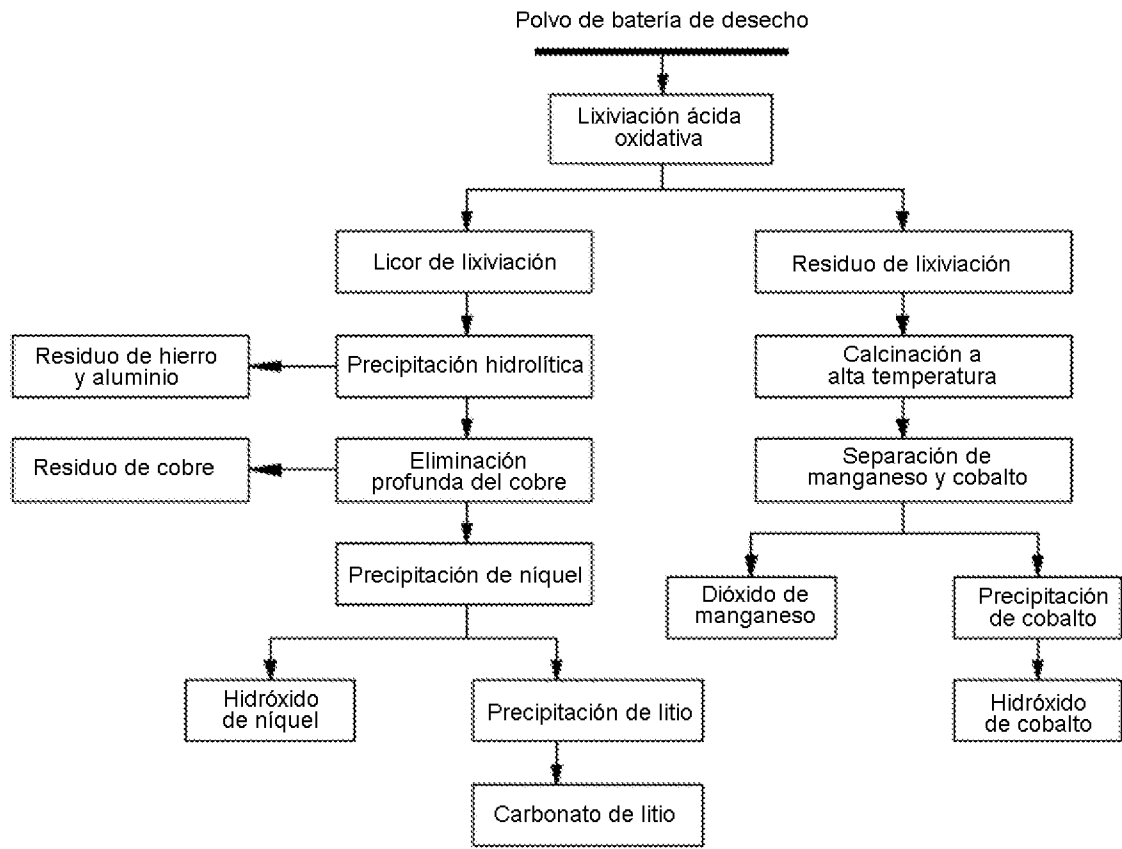 Polvo de batería de desecho
Lixiviación ácida
oxidativa
Licor de lixiviación
Residuo de lixiviación
Residuo de hierro
y aluminio
Precipitación hidrolítica
Calcinación a
alta temperatura
Residuo de cobre
Eliminación
profunda del cobre
Separación de
manganeso y cobalto
Precipitación de níquel
Dióxido de
manganeso
Precipitación
de cobalto
Hidróxido
de níquel
Precipitación de litio
Hidróxido
de cobalto
Carbonato de litio